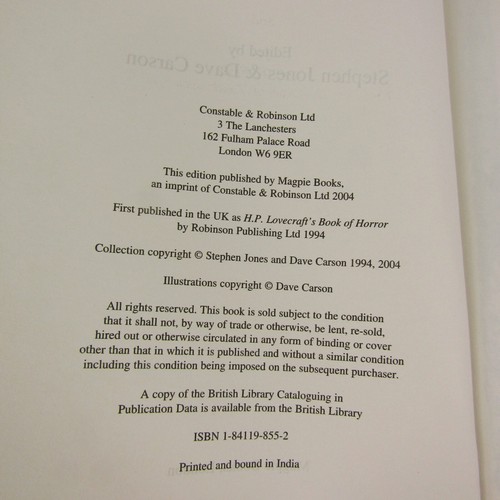 Edited by
Stephen Jones & Dave Carson
Constable & Robinson Ltd
3 The Lanchesters
162 Fulham Palace Road
London W6 9ER
This edition published by Magpie Books,
an imprint of Constable & Robinson Ltd 2004
First published in the UK as H.P. Lovecraft's Book of Horror
by Robinson Publishing Ltd 1994
Collection copyright © Stephen Jones and Dave Carson 1994, 2004
Illustrations copyright © Dave Carson
All rights reserved. This book is sold subject to the condition
that it shall not, by way of trade or otherwise, be lent, re-sold,
hired out or otherwise circulated in any form of binding or cover
other than that in which it is published and without a similar condition
including this condition being imposed on the subsequent purchaser.
A copy of the British Library Cataloguing in
Publication Data is available from the British Library
ISBN 1-84119-855-2
Printed and bound in India